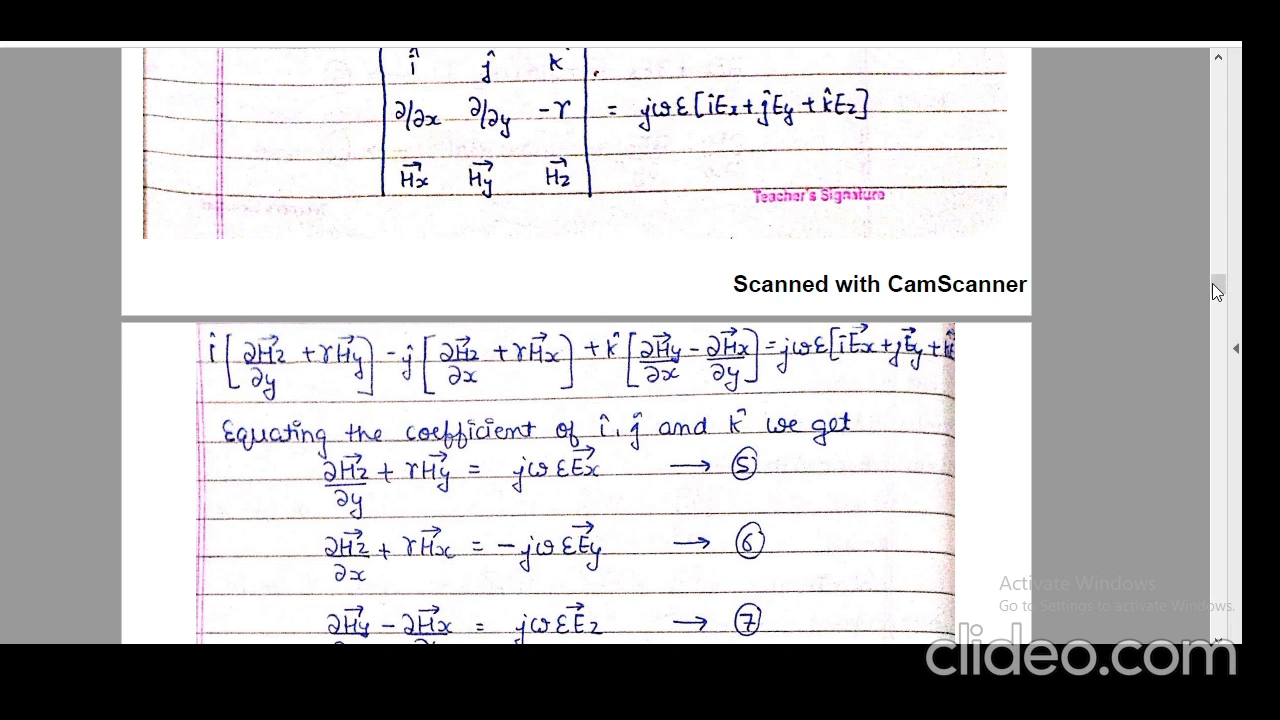 î ĵ k̂
∂/∂x ∂/∂y -γ = jωε[îEx+ĵEy+k̂Ez]
H⃗x H⃗y H⃗z
Teacher's Signature
Scanned with CamScanner
î[∂H⃗z/∂y +γH⃗y] - ĵ[∂H⃗z/∂x +γH⃗x] + k̂[∂H⃗y/∂x - ∂H⃗x/∂y] = jωε[îE⃗x+ĵE⃗y+k̂
Equating the coefficient of î, ĵ and k̂ we get
∂H⃗z/∂y + γH⃗y = jωεE⃗x → ⑤
∂H⃗z/∂x + γH⃗x = -jωεE⃗y → ⑥
∂H⃗y - ∂H⃗x = jωεE⃗z → ⑦
Activate Windows
Go to Settings to activate Windows.
clideo.com